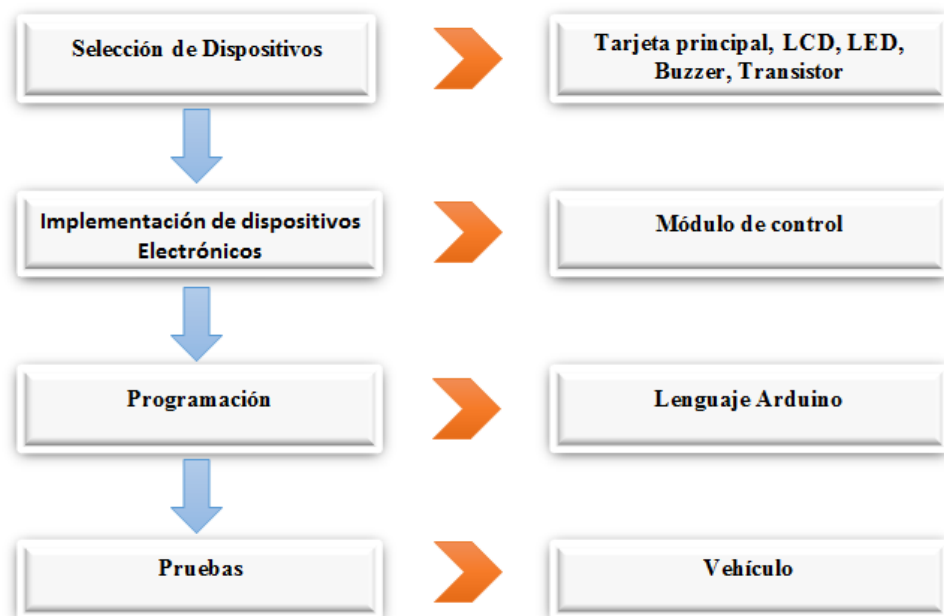 Selección de Dispositivos
Tarjeta principal, LCD, LED,
Buzzer, Transistor
Implementación de dispositivos
Electrónicos
Módulo de control
Programación
Lenguaje Arduino
Pruebas
Vehículo